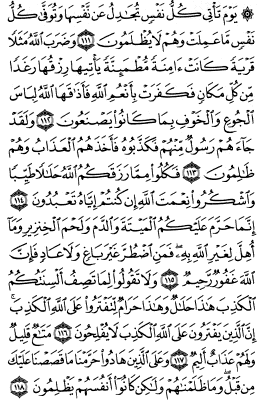 ۞ يَوْمَ تَأْتِي كُلُّ نَفْسٍ تُجَٰدِلُ عَن نَّفْسِهَا وَتُوَفَّىٰ كُلُّ
نَفْسٍ مَّا عَمِلَتْ وَهُمْ لَا يُظْلَمُونَ ١١١ وَضَرَبَ ٱللَّهُ مَثَلًا
قَرْيَةً كَانَتْ ءَامِنَةً مُّطْمَئِنَّةً يَأْتِيهَا رِزْقُهَا رَغَدًا
مِّن كُلِّ مَكَانٍ فَكَفَرَتْ بِأَنْعُمِ ٱللَّهِ فَأَذَٰقَهَا ٱللَّهُ لِبَاسَ
ٱلْجُوعِ وَٱلْخَوْفِ بِمَا كَانُوا۟ يَصْنَعُونَ ١١٢ وَلَقَدْ
جَآءَهُمْ رَسُولٌ مِّنْهُمْ فَكَذَّبُوهُ فَأَخَذَهُمُ ٱلْعَذَابُ وَهُمْ
ظَٰلِمُونَ ١١٣ فَكُلُوا۟ مِمَّا رَزَقَكُمُ ٱللَّهُ حَلَٰلًا طَيِّبًا
وَٱشْكُرُوا۟ نِعْمَتَ ٱللَّهِ إِن كُنتُمْ إِيَّاهُ تَعْبُدُونَ ١١٤
إِنَّمَا حَرَّمَ عَلَيْكُمُ ٱلْمَيْتَةَ وَٱلدَّمَ وَلَحْمَ ٱلْخِنزِيرِ وَمَآ
أُهِلَّ لِغَيْرِ ٱللَّهِ بِهِۦ فَمَنِ ٱضْطُرَّ غَيْرَ بَاغٍ وَلَا عَادٍ فَإِنَّ
ٱللَّهَ غَفُورٌ رَّحِيمٌ ١١٥ وَلَا تَقُولُوا۟ لِمَا تَصِفُ أَلْسِنَتُكُمُ
ٱلْكَذِبَ هَٰذَا حَلَٰلٌ وَهَٰذَا حَرَامٌ لِّتَفْتَرُوا۟ عَلَى ٱللَّهِ ٱلْكَذِبَ ۚ
إِنَّ ٱلَّذِينَ يَفْتَرُونَ عَلَى ٱللَّهِ ٱلْكَذِبَ لَا يُفْلِحُونَ ١١٦ مَتَٰعٌ قَلِيلٌ
وَلَهُمْ عَذَابٌ أَلِيمٌ ١١٧ وَعَلَى ٱلَّذِينَ هَادُوا۟ حَرَّمْنَا مَا قَصَصْنَا عَلَيْكَ
مِن قَبْلُ ۖ وَمَا ظَلَمْنَٰهُمْ وَلَٰكِن كَانُوٓا۟ أَنفُسَهُمْ يَظْلِمُونَ ١١٨